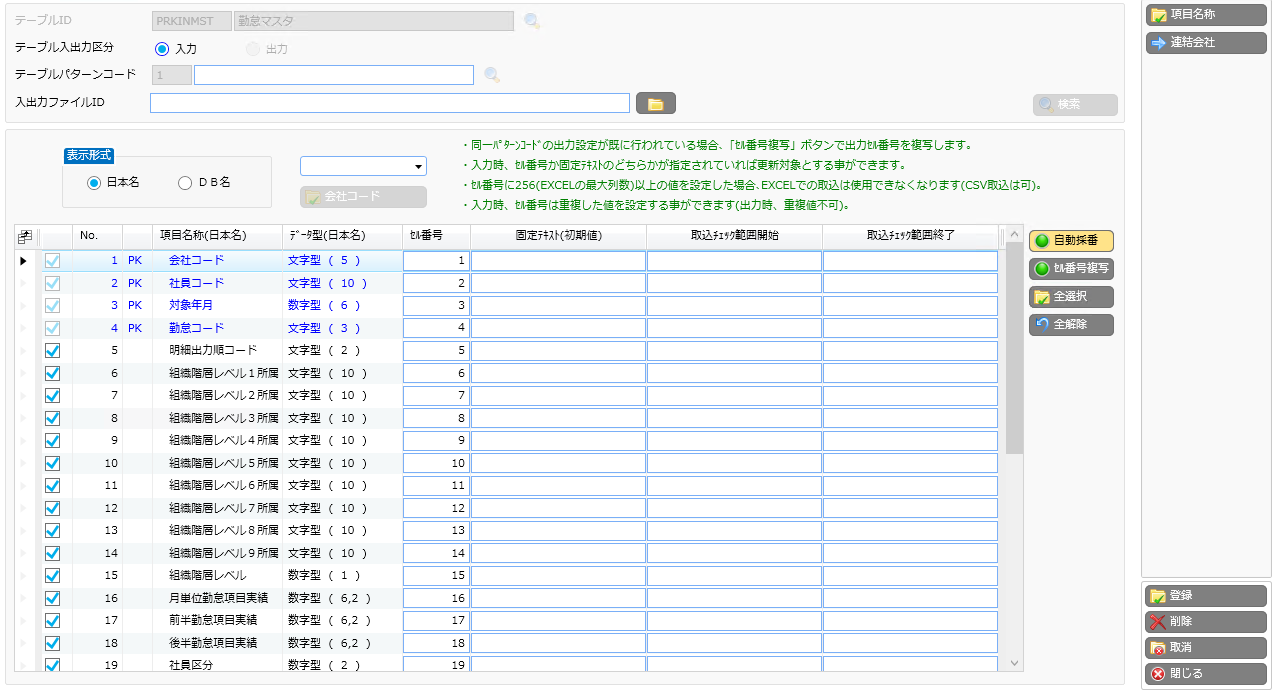 テーブルID PRKINMST 勤怠マスタ
テーブル入出力区分 入力 出力
テーブルパターンコード 1
入出力ファイルID
検索
項目名称
連結会社
表示形式
日本名 ＤＢ名
会社コード
・同一ﾊﾟﾀｰﾝｺｰﾄﾞの出力設定が既に行われている場合、「ｾﾙ番号複写」ボタンで出力ｾﾙ番号を複写します。
・入力時、ｾﾙ番号か固定ﾃｷｽﾄのどちらかが指定されていれば更新対象とする事ができます。
・ｾﾙ番号に256(EXCELの最大列数)以上の値を設定した場合、EXCELでの取込は使用できなくなります(CSV取込は可)。
・入力時、ｾﾙ番号は重複した値を設定する事ができます(出力時、重複値不可)。
No. 項目名称(日本名) ﾃﾞｰﾀ型(日本名) ｾﾙ番号 固定ﾃｷｽﾄ(初期値) 取込ﾁｪｯｸ範囲開始 取込ﾁｪｯｸ範囲終了
1 PK 会社コード 文字型 ( 5 ) 1
2 PK 社員コード 文字型 ( 10 ) 2
3 PK 対象年月 数字型 ( 6 ) 3
4 PK 勤怠コード 文字型 ( 3 ) 4
5 明細出力順コード 文字型 ( 2 ) 5
6 組織階層レベル１所属 文字型 ( 10 ) 6
7 組織階層レベル２所属 文字型 ( 10 ) 7
8 組織階層レベル３所属 文字型 ( 10 ) 8
9 組織階層レベル４所属 文字型 ( 10 ) 9
10 組織階層レベル５所属 文字型 ( 10 ) 10
11 組織階層レベル６所属 文字型 ( 10 ) 11
12 組織階層レベル７所属 文字型 ( 10 ) 12
13 組織階層レベル８所属 文字型 ( 10 ) 13
14 組織階層レベル９所属 文字型 ( 10 ) 14
15 組織階層レベル 数字型 ( 1 ) 15
16 月単位勤怠項目実績 数字型 ( 6,2 ) 16
17 前半勤怠項目実績 数字型 ( 6,2 ) 17
18 後半勤怠項目実績 数字型 ( 6,2 ) 18
19 社員区分 数字型 ( 2 ) 19
自動採番
ｾﾙ番号複写
全選択
全解除
登録
削除
取消
閉じる